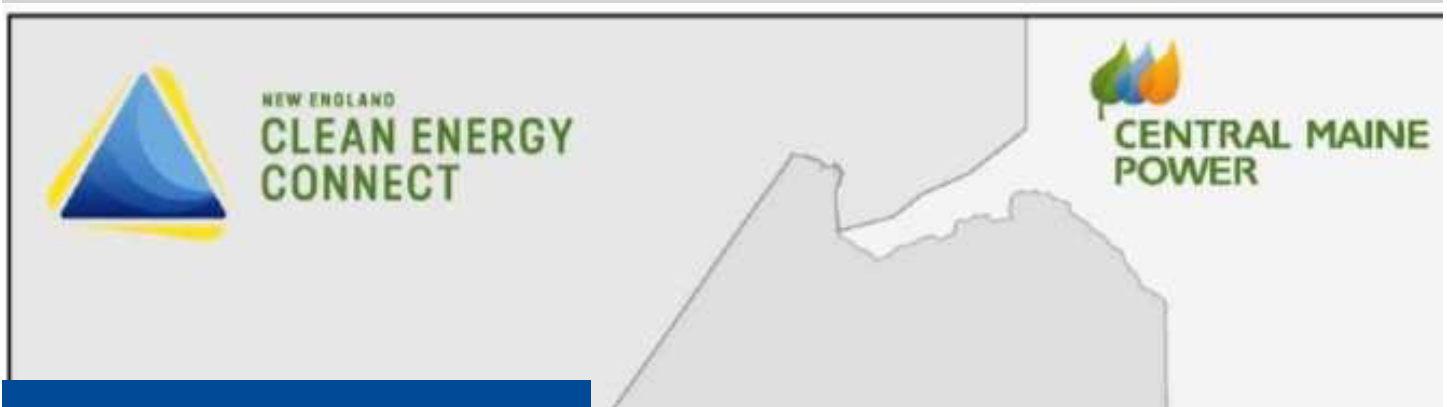 NEW ENGLAND
CLEAN ENERGY
CONNECT
CENTRAL MAINE
POWER